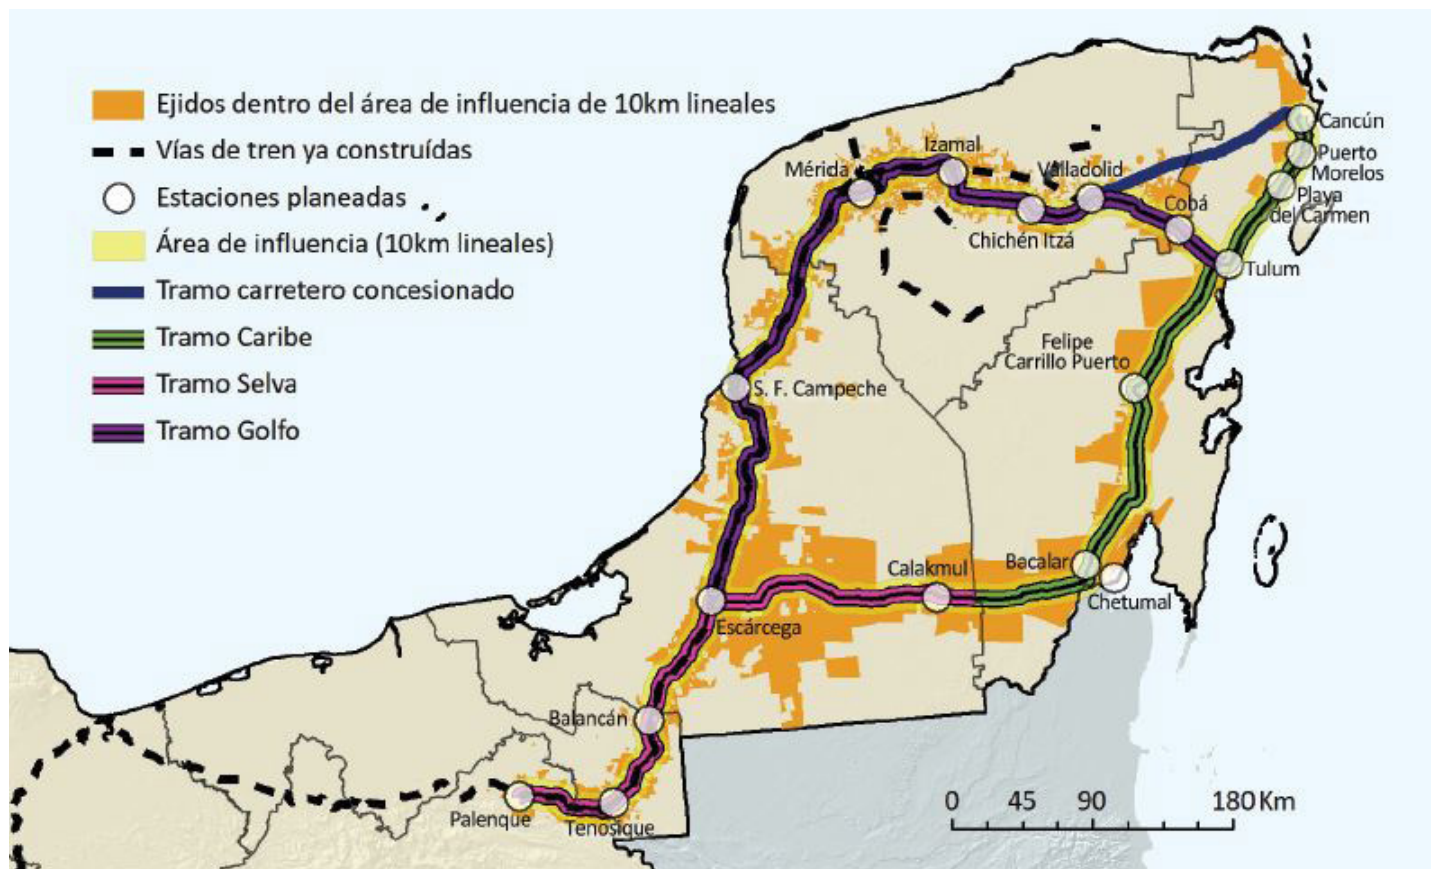 Ejidos dentro del área de influencia de 10km lineales
Vías de tren ya construídas
Estaciones planeadas
Área de influencia (10km lineales)
Tramo carretero concesionado
Tramo Caribe
Tramo Selva
Tramo Golfo
Cancún
Puerto
Morelos
Playa
del Carmen
Izamal
Mérida
Valladolid
Cobá
Chichén Itzá
Tulum
Felipe
Carrillo Puerto
S. F. Campeche
Bacalar
Calakmul
Chetumal
Escárcega
Balancán
Palenque
Tenosique
0 45 90 180 Km